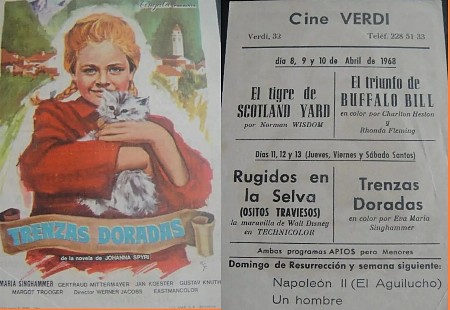 TRENZAS DORADAS
de la novela de JOHANNA SPYRI
MARIA SINGHAMMER GERTRAUD MITTERMAYER JAN KOESTER GUSTAV KNUTH
MARGOT TROOGER Director WERNER JACOBS EASTMANCOLOR
Cine VERDI
Verdi, 32
Teléf. 228 51 33
día 8, 9 y 10 de Abril de 1968
El tigre de
SCOTLAND YARD
por Norman WISDOM
El triunfo de
BUFFALO BILL
en color por Charlton Heston y
Rhonda Fleming
Días 11, 12 y 13 (Jueves, Viernes y Sábado Santos)
Rugidos en
la Selva
(OSITOS TRAVIESOS)
la maravilla de Walt Disney
en TECHNICOLOR
Trenzas
Doradas
en color por Eva María
Singhammer
Ambos programas APTOS para Menores
Domingo de Resurrección y semana siguiente:
Napoleón II (El Aguilucho)
Un hombre